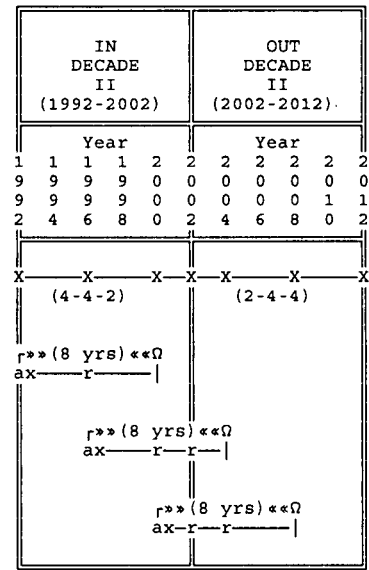 IN OUT
DECADE DECADE
II II
(1992-2002) (2002-2012).
Year Year
1 1 1 1 2 2 2 2 2 2 2
9 9 9 9 0 0 0 0 0 0 0
9 9 9 9 0 0 0 0 0 1 1
2 4 6 8 0 2 4 6 8 0 2
X X X X X X X
(4-4-2) (2-4-4)
»»(8 yrs)««Ω
ax r
»»(8 yrs)««Ω
ax r r
»»(8 yrs)««Ω
ax r r